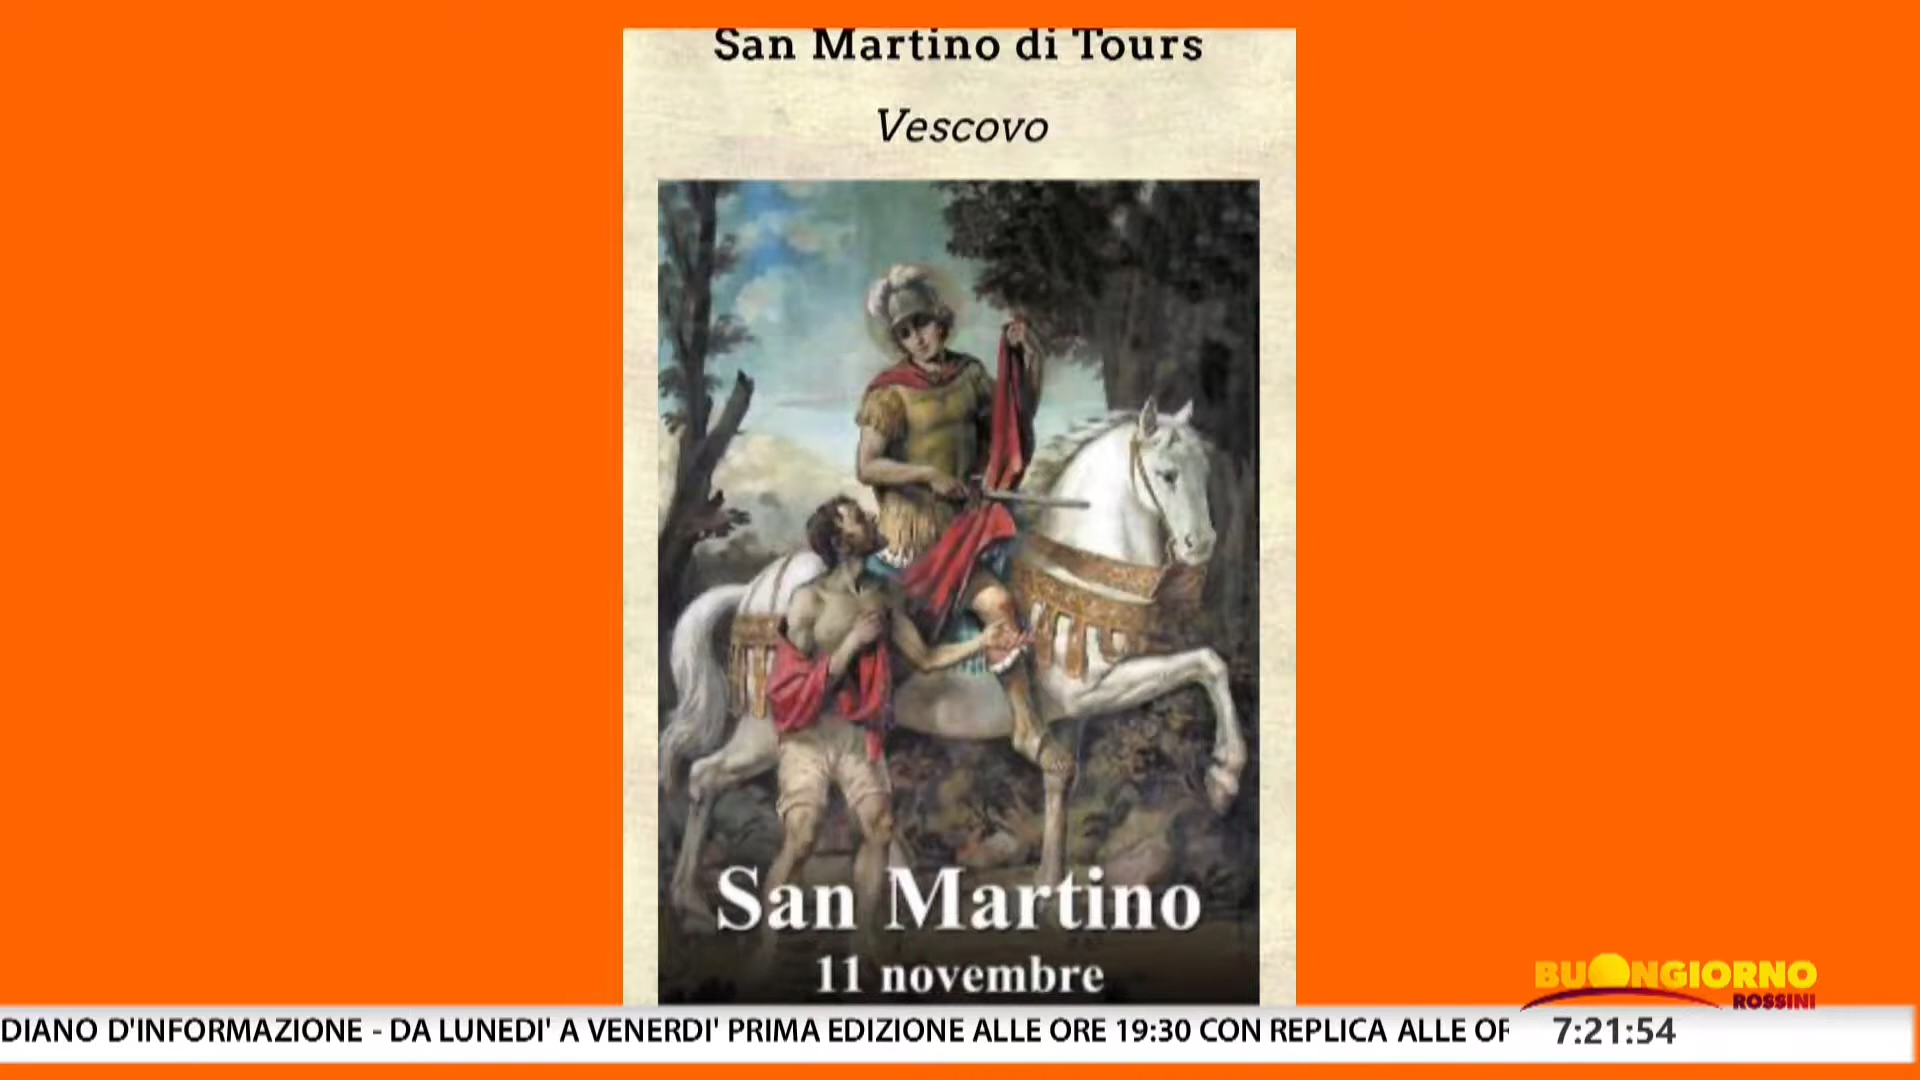 San Martino di Tours
Vescovo
San Martino
11 novembre
BUONGIORNO
ROSSINI
DIANO D'INFORMAZIONE - DA LUNEDI' A VENERDI' PRIMA EDIZIONE ALLE ORE 19:30 CON REPLICA ALLE OR
7:21:54